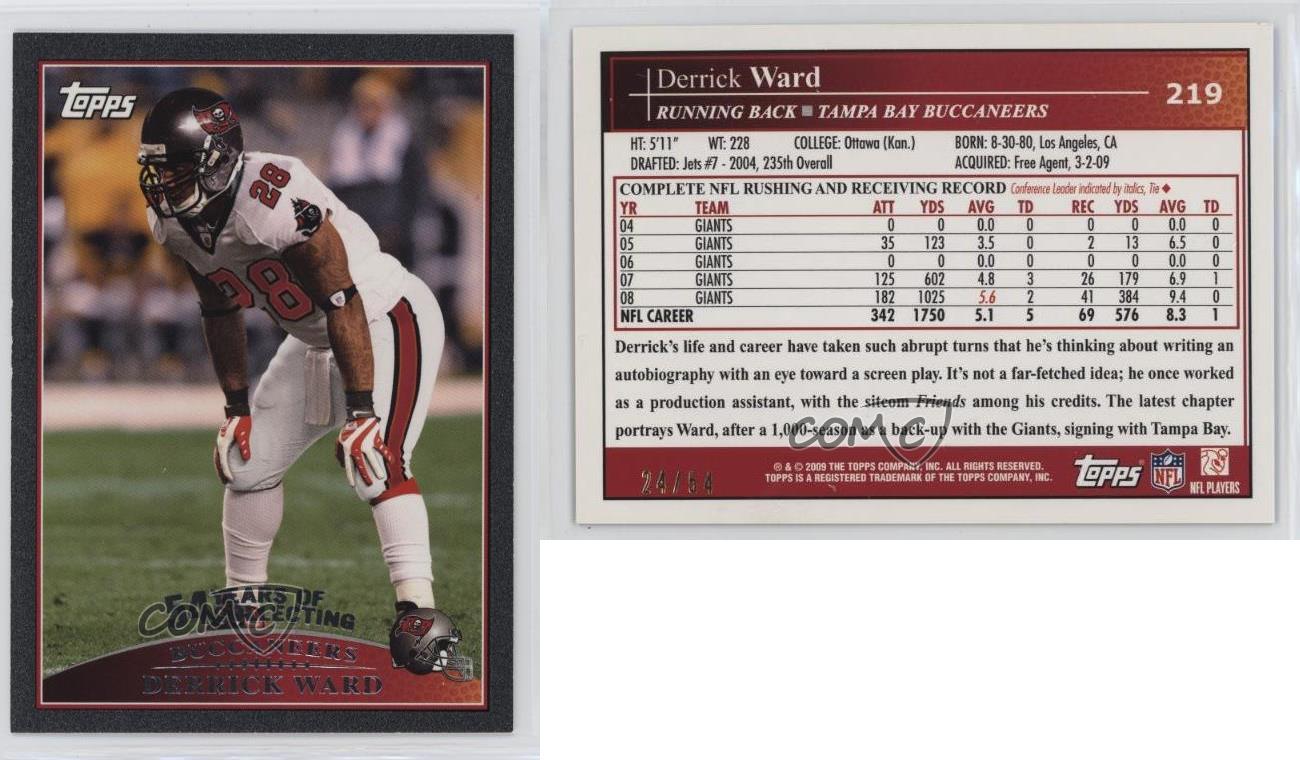 Topps
28
28
54 YEARS OF
COLLECTING
COMC
BUCCANEERS
DERRICK WARD
Derrick Ward
219
RUNNING BACK ■ TAMPA BAY BUCCANEERS
HT: 5'11" WT: 228 COLLEGE: Ottawa (Kan.) BORN: 8-30-80, Los Angeles, CA
DRAFTED: Jets #7 - 2004, 235th Overall ACQUIRED: Free Agent, 3-2-09
COMPLETE NFL RUSHING AND RECEIVING RECORD Conference Leader indicated by italics, Tie ◆
YR TEAM ATT YDS AVG TD REC YDS AVG TD
04 GIANTS 0 0 0.0 0 0 0 0.0 0
05 GIANTS 35 123 3.5 0 2 13 6.5 0
06 GIANTS 0 0 0.0 0 0 0 0.0 0
07 GIANTS 125 602 4.8 3 26 179 6.9 1
08 GIANTS 182 1025 5.6 2 41 384 9.4 0
NFL CAREER 342 1750 5.1 5 69 576 8.3 1
Derrick's life and career have taken such abrupt turns that he's thinking about writing an
autobiography with an eye toward a screen play. It's not a far-fetched idea; he once worked
as a production assistant, with the sitcom Friends among his credits. The latest chapter
portrays Ward, after a 1,000-season as a back-up with the Giants, signing with Tampa Bay.
COMC
24/54
® & © 2009 THE TOPPS COMPANY, INC. ALL RIGHTS RESERVED.
TOPPS IS A REGISTERED TRADEMARK OF THE TOPPS COMPANY, INC.
Topps
NFL
NFL PLAYERS